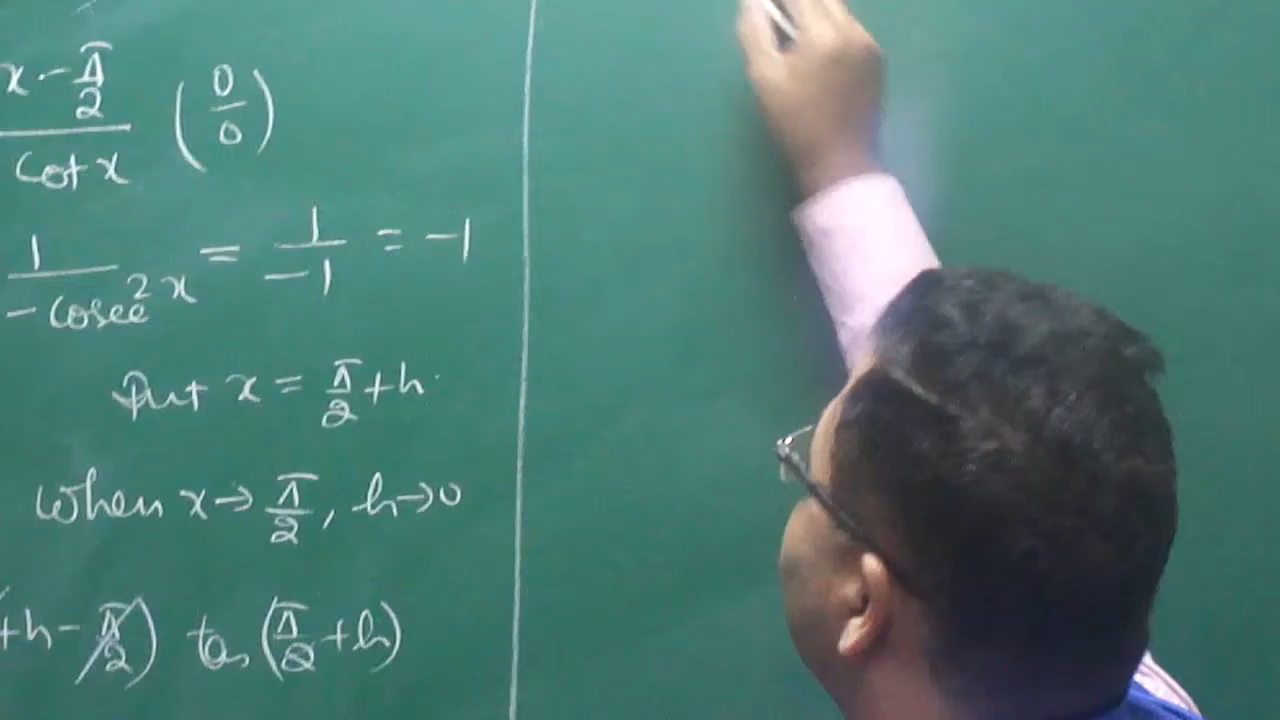 x - π/2 / cot x (0/0)
1 / -cosec²x = 1/-1 = -1
Put x = π/2 + h.
When x → π/2, h → 0
+h - π/2) tan (π/2 + h)